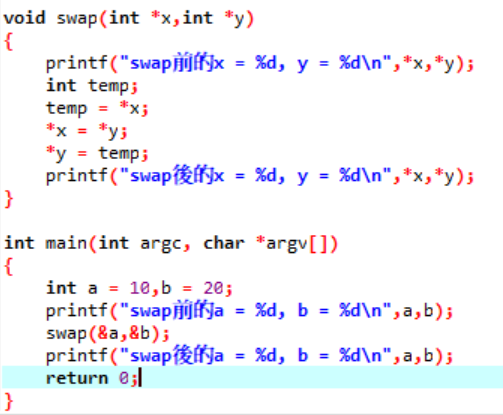 void swap(int *x,int *y)
{
    printf("swap前的x = %d, y = %d\n",*x,*y);
    int temp;
    temp = *x;
    *x = *y;
    *y = temp;
    printf("swap後的x = %d, y = %d\n",*x,*y);
}

int main(int argc, char *argv[])
{
    int a = 10,b = 20;
    printf("swap前的a = %d, b = %d\n",a,b);
    swap(&a,&b);
    printf("swap後的a = %d, b = %d\n",a,b);
    return 0;
}